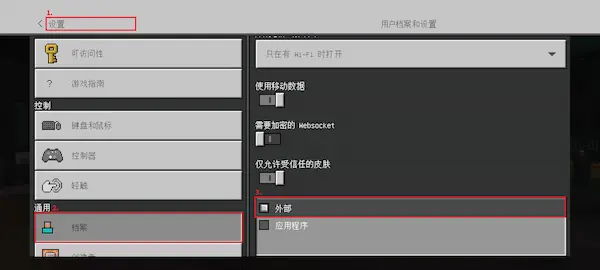 1.
设置
用户档案和设置
可访问性
? 游戏指南
控制
键盘和鼠标
控制器
轻触
通用 2.
档案
只在有 Wi-Fi 时打开
使用移动数据
需要加密的 Websocket
仅允许受信任的皮肤
3.
外部
应用程序